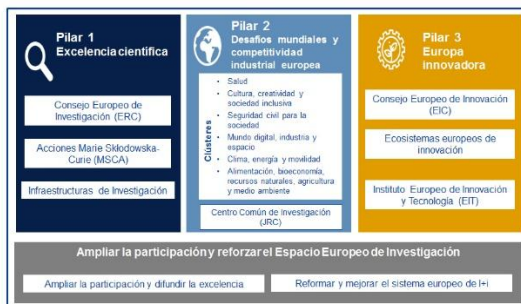 Pilar 1
Excelencia científica
Consejo Europeo de
Investigación (ERC)
Acciones Marie Skłodowska-
Curie (MSCA)
Infraestructuras de Investigación
Pilar 2
Desafíos mundiales y
competitividad
industrial europea
Clústeres
• Salud
• Cultura, creatividad y
sociedad inclusiva
• Seguridad civil para la
sociedad
• Mundo digital, industria y
espacio
• Clima, energía y movilidad
• Alimentación, bioeconomía,
recursos naturales, agricultura
y medio ambiente
Centro Común de Investigación
(JRC)
Pilar 3
Europa
innovadora
Consejo Europeo de Innovación
(EIC)
Ecosistemas europeos de
innovación
Instituto Europeo de Innovación
y Tecnología (EIT)
Ampliar la participación y reforzar el Espacio Europeo de Investigación
Ampliar la participación y difundir la excelencia
Reformar y mejorar el sistema europeo de I+i